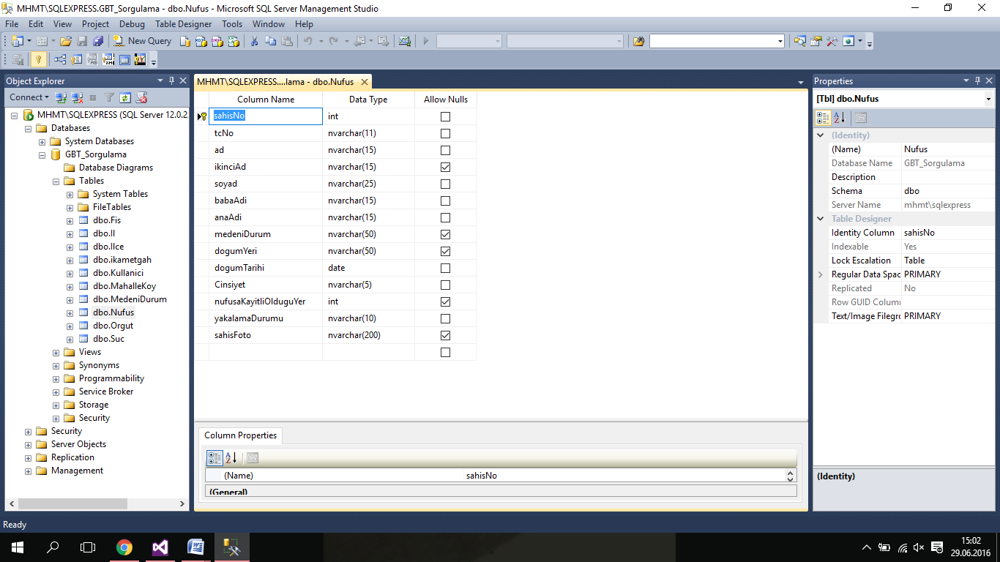 MHMT\SQLEXPRESS.GBT_Sorgulama - dbo.Nufus - Microsoft SQL Server Management Studio
File Edit View Project Debug Table Designer Tools Window Help
New Query
Object Explorer
Connect
MHMT\SQLEXPRESS (SQL Server 12.0.2
Databases
System Databases
GBT_Sorgulama
Database Diagrams
Tables
System Tables
FileTables
dbo.Fis
dbo.Il
dbo.Ilce
dbo.ikametgah
dbo.Kullanici
dbo.MahalleKoy
dbo.MedeniDurum
dbo.Nufus
dbo.Orgut
dbo.Suc
Views
Synonyms
Programmability
Service Broker
Storage
Security
Security
Server Objects
Replication
Management
MHMT\SQLEXPRESS....lama - dbo.Nufus
Column Name Data Type Allow Nulls
sahisNo int
tcNo nvarchar(11)
ad nvarchar(15)
ikinciAd nvarchar(15)
soyad nvarchar(25)
babaAdi nvarchar(15)
anaAdi nvarchar(15)
medeniDurum nvarchar(50)
dogumYeri nvarchar(50)
dogumTarihi date
Cinsiyet nvarchar(5)
nufusaKayitliOlduguYer int
yakalamaDurumu nvarchar(10)
sahisFoto nvarchar(200)
Column Properties
(Name) sahisNo
(General)
Properties
[Tbl] dbo.Nufus
(Identity)
(Name) Nufus
Database Name GBT_Sorgulama
Description
Schema dbo
Server Name mhmt\sqlexpress
Table Designer
Identity Column sahisNo
Indexable Yes
Lock Escalation Table
Regular Data Spac PRIMARY
Replicated No
Row GUID Column
Text/Image Filegro PRIMARY
(Identity)
Ready
15:02
29.06.2016